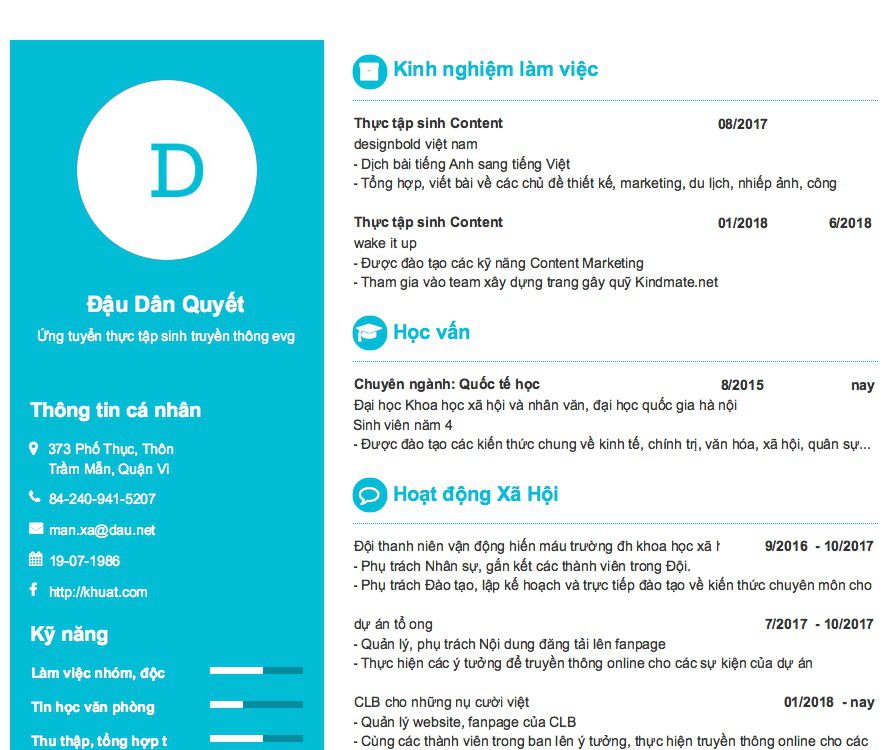 D
Đậu Dân Quyết
Ứng tuyển thực tập sinh truyền thông evg
Thông tin cá nhân
373 Phố Thục, Thôn
Trầm Mẫn, Quận Vi
84-240-941-5207
man.xa@dau.net
19-07-1986
http://khuat.com
Kỹ năng
Làm việc nhóm, độc
Tin học văn phòng
Thu thập, tổng hợp t
Kinh nghiệm làm việc
Thực tập sinh Content 08/2017
designbold việt nam
- Dịch bài tiếng Anh sang tiếng Việt
- Tổng hợp, viết bài về các chủ đề thiết kế, marketing, du lịch, nhiếp ảnh, công
Thực tập sinh Content 01/2018 6/2018
wake it up
- Được đào tạo các kỹ năng Content Marketing
- Tham gia vào team xây dựng trang gây quỹ Kindmate.net
Học vấn
Chuyên ngành: Quốc tế học 8/2015 nay
Đại học Khoa học xã hội và nhân văn, đại học quốc gia hà nội
Sinh viên năm 4
- Được đào tạo các kiến thức chung về kinh tế, chính trị, văn hóa, xã hội, quân sự...
Hoạt động Xã Hội
Đội thanh niên vận động hiến máu trường đh khoa học xã 9/2016 - 10/2017
- Phụ trách Nhân sự, gắn kết các thành viên trong Đội.
- Phụ trách Đào tạo, lập kế hoạch và trực tiếp đào tạo về kiến thức chuyên môn cho
dự án tổ ong 7/2017 - 10/2017
- Quản lý, phụ trách Nội dung đăng tải lên fanpage
- Thực hiện các ý tưởng để truyền thông online cho các sự kiện của dự án
CLB cho những nụ cười việt 01/2018 - nay
- Quản lý website, fanpage của CLB
- Cùng các thành viên trong ban lên ý tưởng, thực hiện truyền thông online cho các